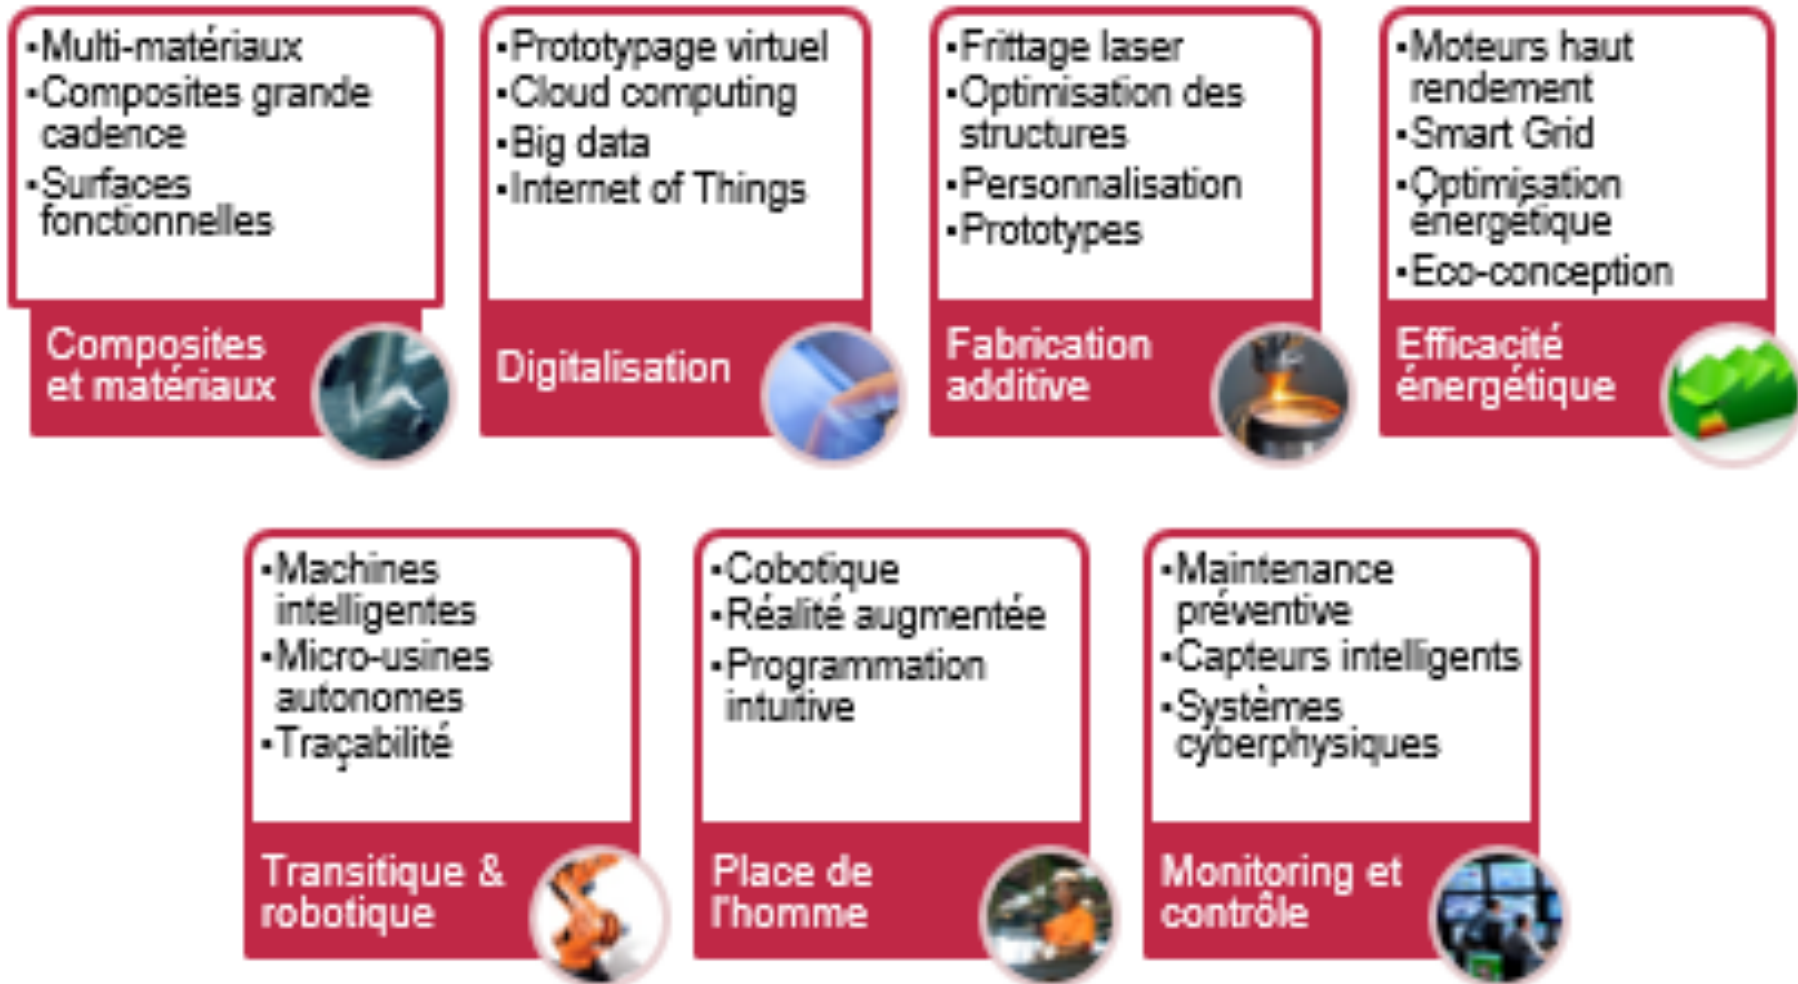 ▪Multi-matériaux
▪Composites grande
cadence
▪Surfaces
fonctionnelles
Composites
et matériaux
▪Prototypage virtuel
▪Cloud computing
▪Big data
▪Internet of Things
Digitalisation
▪Frittage laser
▪Optimisation des
structures
▪Personnalisation
▪Prototypes
Fabrication
additive
▪Moteurs haut
rendement
▪Smart Grid
▪Optimisation
énergétique
▪Eco-conception
Efficacité
énergétique
▪Machines
intelligentes
▪Micro-usines
autonomes
▪Traçabilité
Transitique &
robotique
▪Cobotique
▪Réalité augmentée
▪Programmation
intuitive
Place de
l'homme
▪Maintenance
préventive
▪Capteurs intelligents
▪Systèmes
cyberphysiques
Monitoring et
contrôle